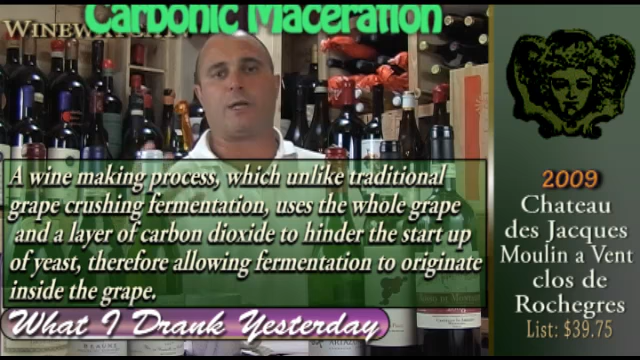 Carbonic Maceration
WINEW
A wine making process, which unlike traditional
grape crushing fermentation, uses the whole grape
and a layer of carbon dioxide to hinder the start up
of yeast, therefore allowing fermentation to originate
inside the grape.
What I Drank Yesterday
2009
Chateau
des Jacques
Moulin a Vent
clos de
Rochegres
List: $39.75
BEAUNE